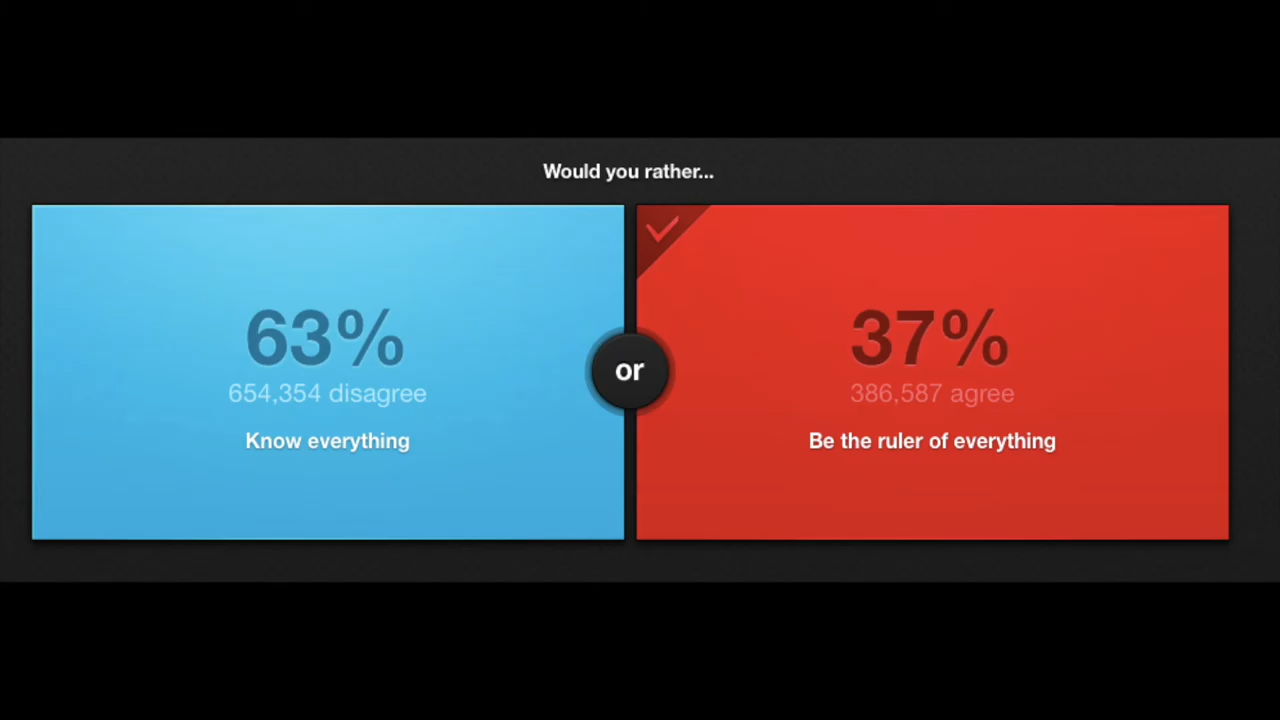 Would you rather...
63%
654,354 disagree
Know everything
or
37%
386,587 agree
Be the ruler of everything